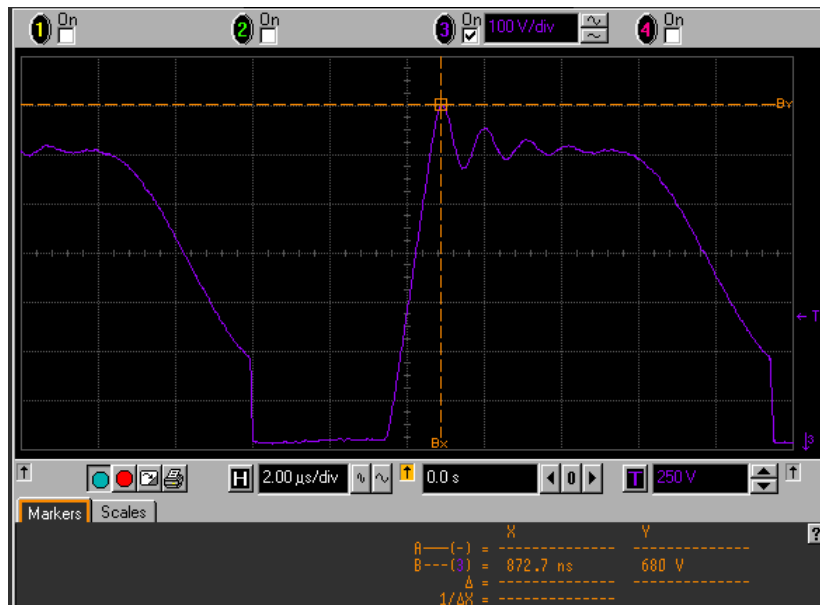 1 On 2 On 3 On 100 V/div 4 On
By
T
Bx
3
H 2.00 µs/div 0.0 s 0 T 250 V
Markers Scales
?
X Y
A——(-) = --------------- ---------------
B---(3) = 872.7 ns 680 V
Δ = --------------- ---------------
1/ΔX = ---------------